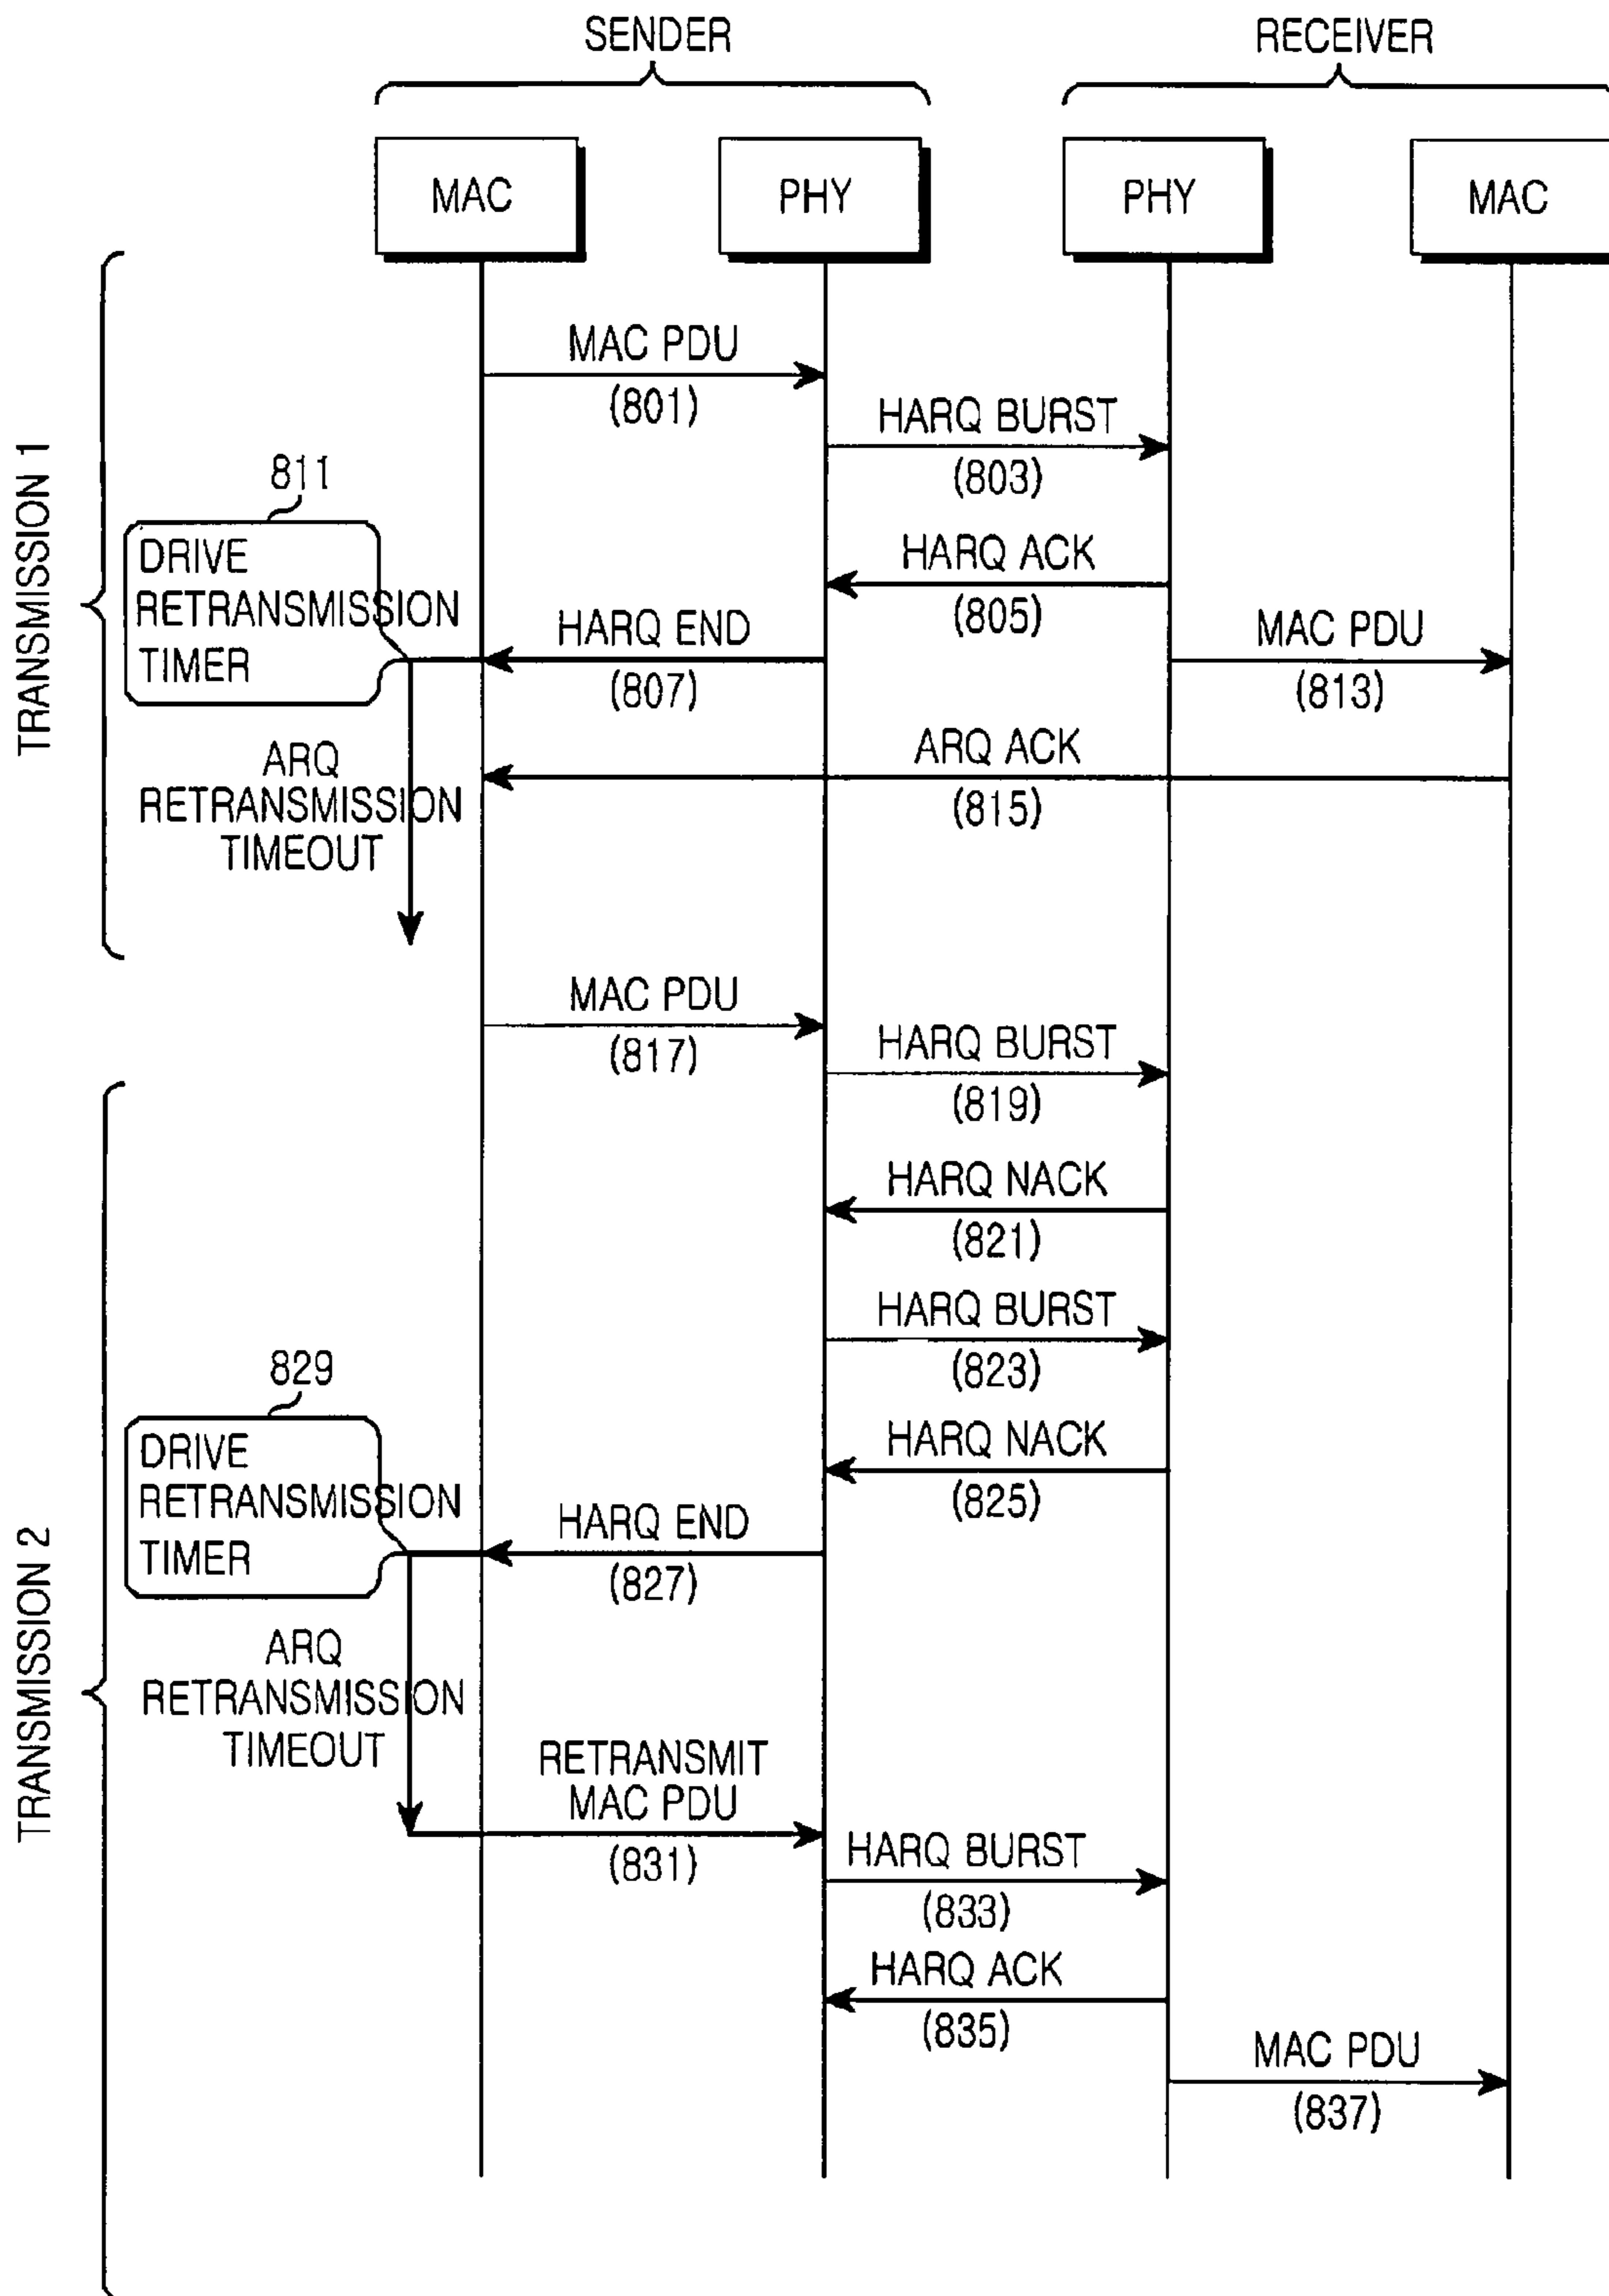 SENDER
RECEIVER
MAC
PHY
PHY
MAC
TRANSMISSION 1
MAC PDU
(801)
HARQ BURST
(803)
811
DRIVE
RETRANSMISSION
TIMER
HARQ ACK
(805)
HARQ END
(807)
MAC PDU
(813)
ARQ
RETRANSMISSION
TIMEOUT
ARQ ACK
(815)
MAC PDU
(817)
TRANSMISSION 2
HARQ BURST
(819)
HARQ NACK
(821)
HARQ BURST
(823)
829
DRIVE
RETRANSMISSION
TIMER
HARQ NACK
(825)
HARQ END
(827)
ARQ
RETRANSMISSION
TIMEOUT
RETRANSMIT
MAC PDU
(831)
HARQ BURST
(833)
HARQ ACK
(835)
MAC PDU
(837)